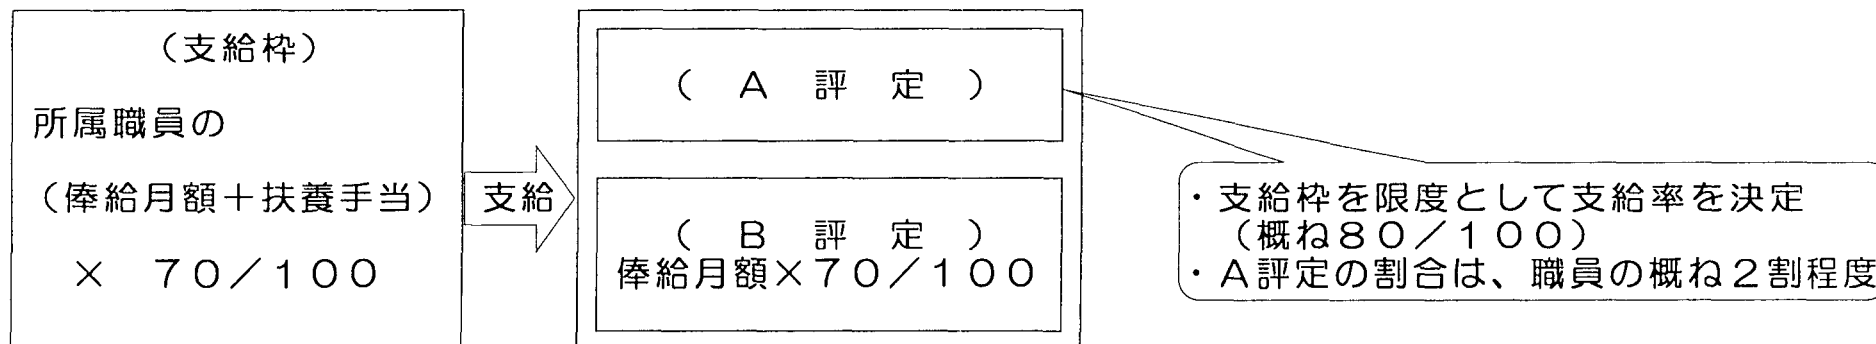 （支給枠）
所属職員の
（俸給月額＋扶養手当）
× ７０／１００
支給
（ Ａ 評 定 ）
（ Ｂ 評 定 ）
俸給月額×７０／１００
・支給枠を限度として支給率を決定
（概ね８０／１００）
・Ａ評定の割合は、職員の概ね２割程度